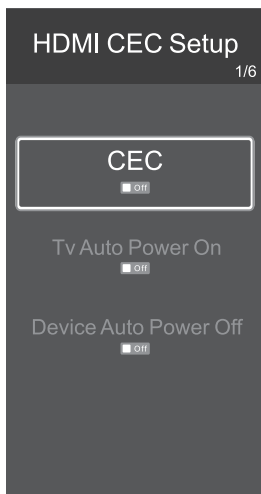 HDMI CEC Setup
1/6
CEC
Off
Tv Auto Power On
Off
Device Auto Power Off
Off